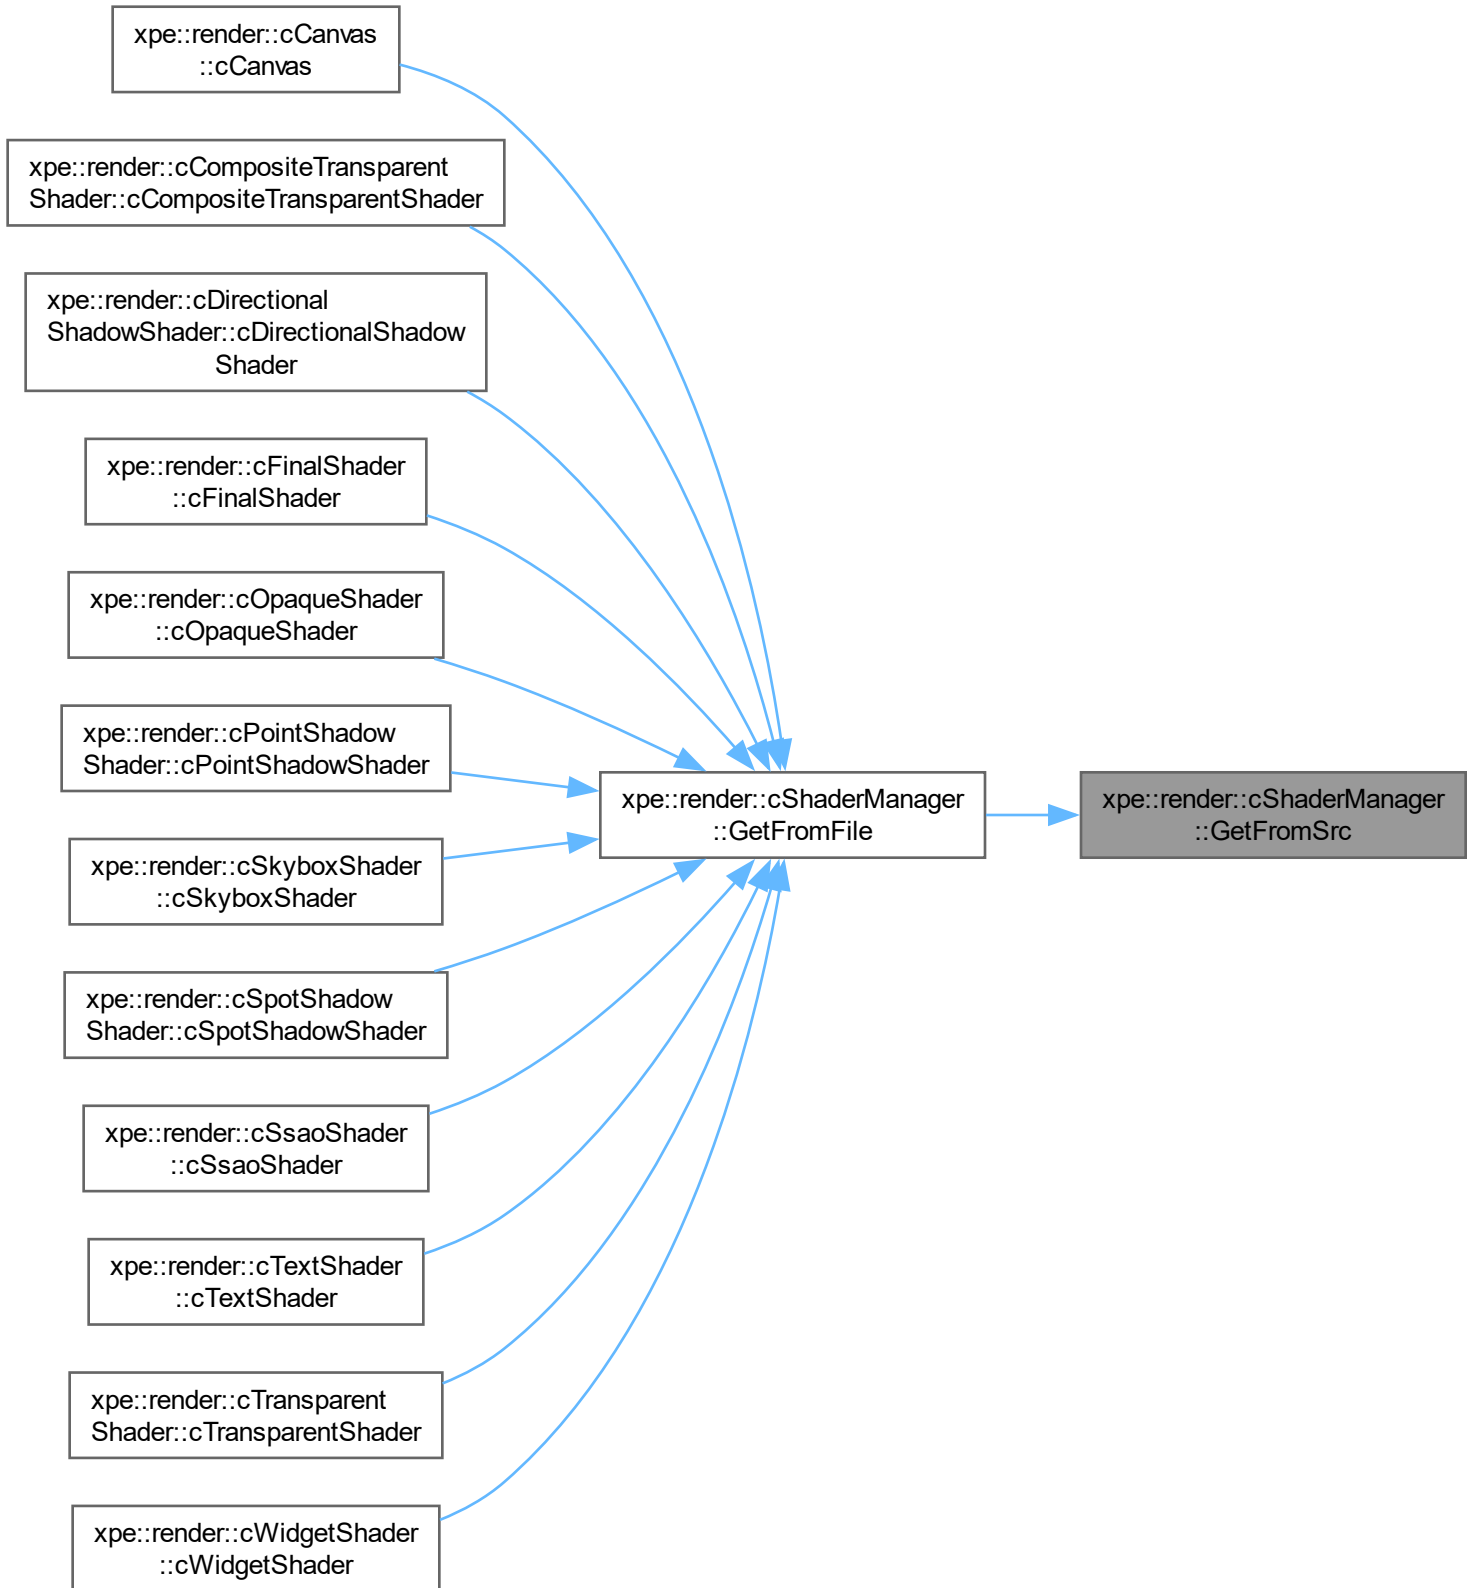 xpe::render::cCanvas
::cCanvas
xpe::render::cCompositeTransparent
Shader::cCompositeTransparentShader
xpe::render::cDirectional
ShadowShader::cDirectionalShadow
Shader
xpe::render::cFinalShader
::cFinalShader
xpe::render::cOpaqueShader
::cOpaqueShader
xpe::render::cPointShadow
Shader::cPointShadowShader
xpe::render::cSkyboxShader
::cSkyboxShader
xpe::render::cSpotShadow
Shader::cSpotShadowShader
xpe::render::cSsaoShader
::cSsaoShader
xpe::render::cTextShader
::cTextShader
xpe::render::cTransparent
Shader::cTransparentShader
xpe::render::cWidgetShader
::cWidgetShader
xpe::render::cShaderManager
::GetFromFile
xpe::render::cShaderManager
::GetFromSrc